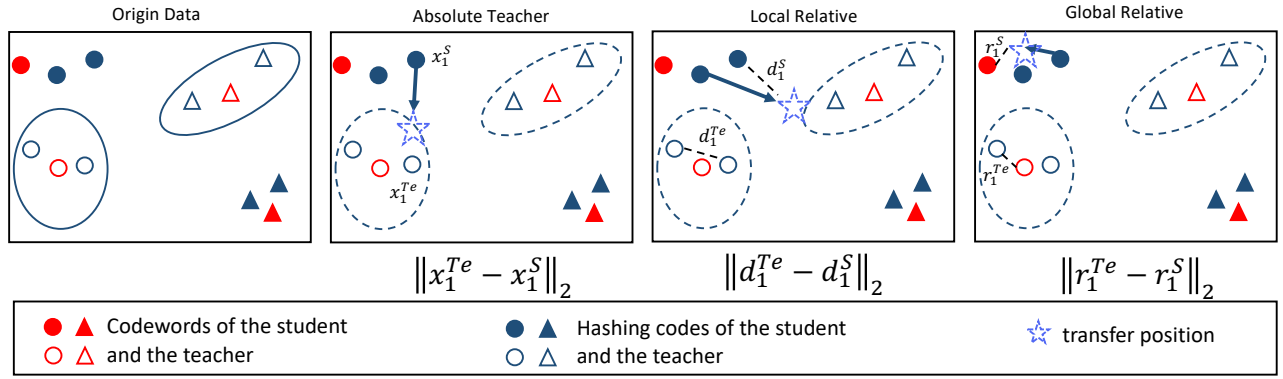 Origin Data
Absolute Teacher
Local Relative
Global Relative
x_1^S
x_1^{Te}
d_1^S
d_1^{Te}
r_1^S
r_1^{Te}
‖x_1^{Te} − x_1^S‖_2
‖d_1^{Te} − d_1^S‖_2
‖r_1^{Te} − r_1^S‖_2
Codewords of the student
and the teacher
Hashing codes of the student
and the teacher
transfer position